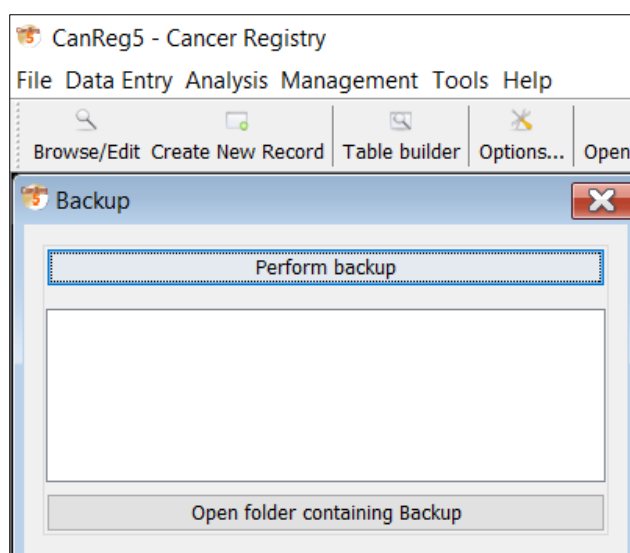 CanReg5 - Cancer Registry
File Data Entry Analysis Management Tools Help
Browse/Edit Create New Record Table builder Options... Open
Backup
Perform backup
Open folder containing Backup